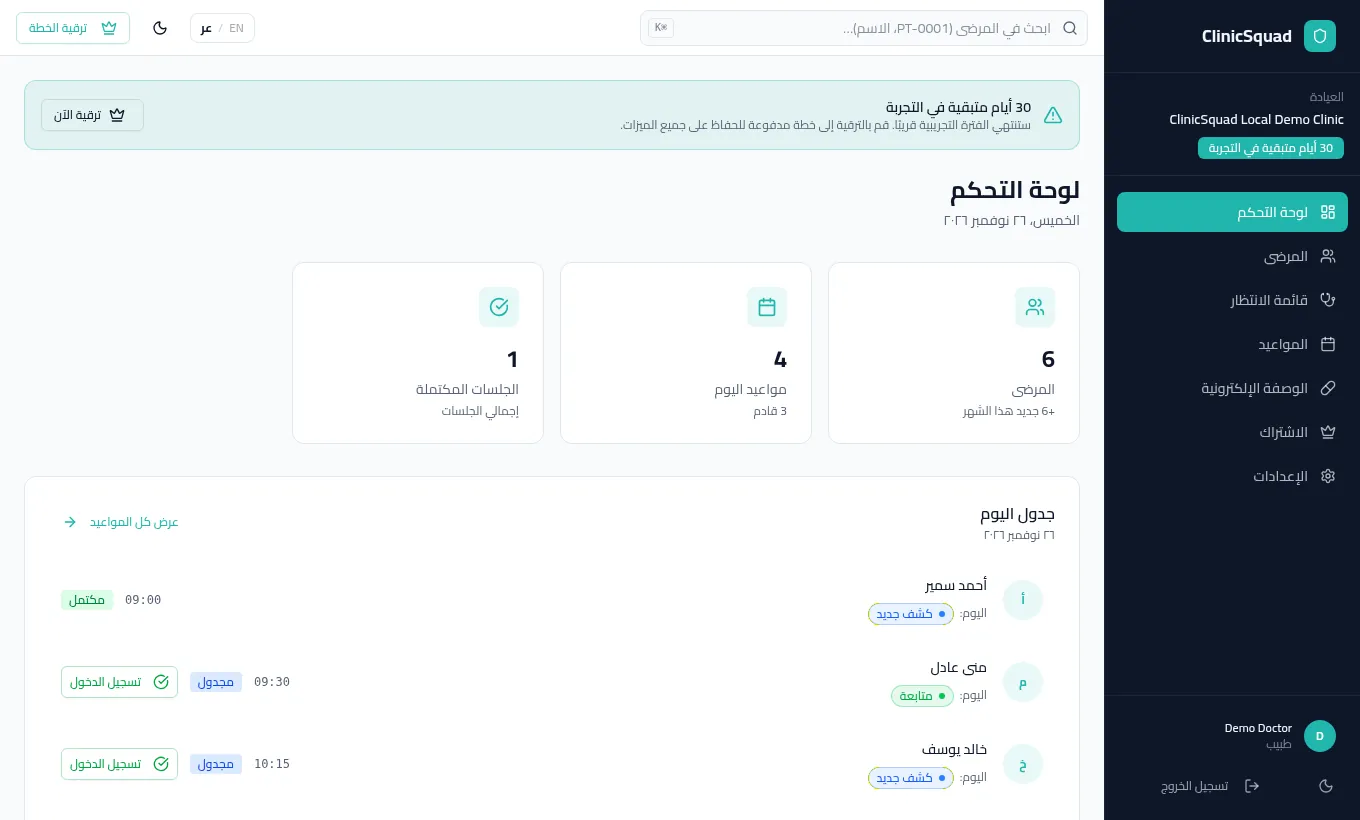 ClinicSquad
العيادة
ClinicSquad Local Demo Clinic
30 أيام متبقية في التجربة
لوحة التحكم
المرضى
قائمة الانتظار
المواعيد
الوصفة الإلكترونية
الاشتراك
الإعدادات
Demo Doctor
D
طبيب
تسجيل الخروج
ابحث في المرضى (PT-0001، الاسم)...
⌘K
EN / عر
ترقية الخطة
30 أيام متبقية في التجربة
ستنتهي الفترة التجريبية قريبًا. قم بالترقية إلى خطة مدفوعة للحفاظ على جميع الميزات.
ترقية الآن
لوحة التحكم
الخميس، ٢٦ نوفمبر ٢٠٢٦
6
المرضى
+6 جديد هذا الشهر
4
مواعيد اليوم
3 قادم
1
الجلسات المكتملة
إجمالي الجلسات
جدول اليوم
٢٦ نوفمبر ٢٠٢٦
عرض كل المواعيد
أ
أحمد سمير
اليوم: كشف جديد
09:00 مكتمل
م
منى عادل
اليوم: متابعة
09:30 مجدول تسجيل الدخول
خ
خالد يوسف
اليوم: كشف جديد
10:15 مجدول تسجيل الدخول